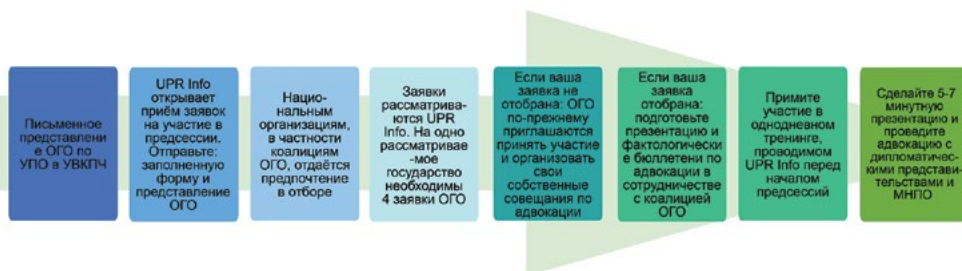 Письменное
представлени
е ОГО по
УПО в УВКПЧ
UPR Info
открывает
приём заявок
на участие в
предсессии.
Отправьте:
заполненную
форму и
представление
ОГО
Нацио-
нальным
организациям,
в частности
коалициям
ОГО, отдаётся
предпочтение
в отборе
Заявки
рассматрива-
ются UPR
Info. На одно
рассматривае
-мое
государство
необходимы
4 заявки ОГО
Если ваша
заявка не
отобрана: ОГО
по-прежнему
приглашаются
принять участие
и организовать
свои
собственные
совещания по
адвокации
Если ваша
заявка
отобрана:
подготовьте
презентацию и
фактологически
е бюллетени по
адвокации в
сотрудничестве
с коалицией
ОГО
Примите
участие в
однодневном
тренинге,
проводимом
UPR Info перед
началом
предсессий
Сделайте 5-7
минутную
презентацию и
проведите
адвокацию с
дипломатичес-
кими представи-
тельствами и
МНПО